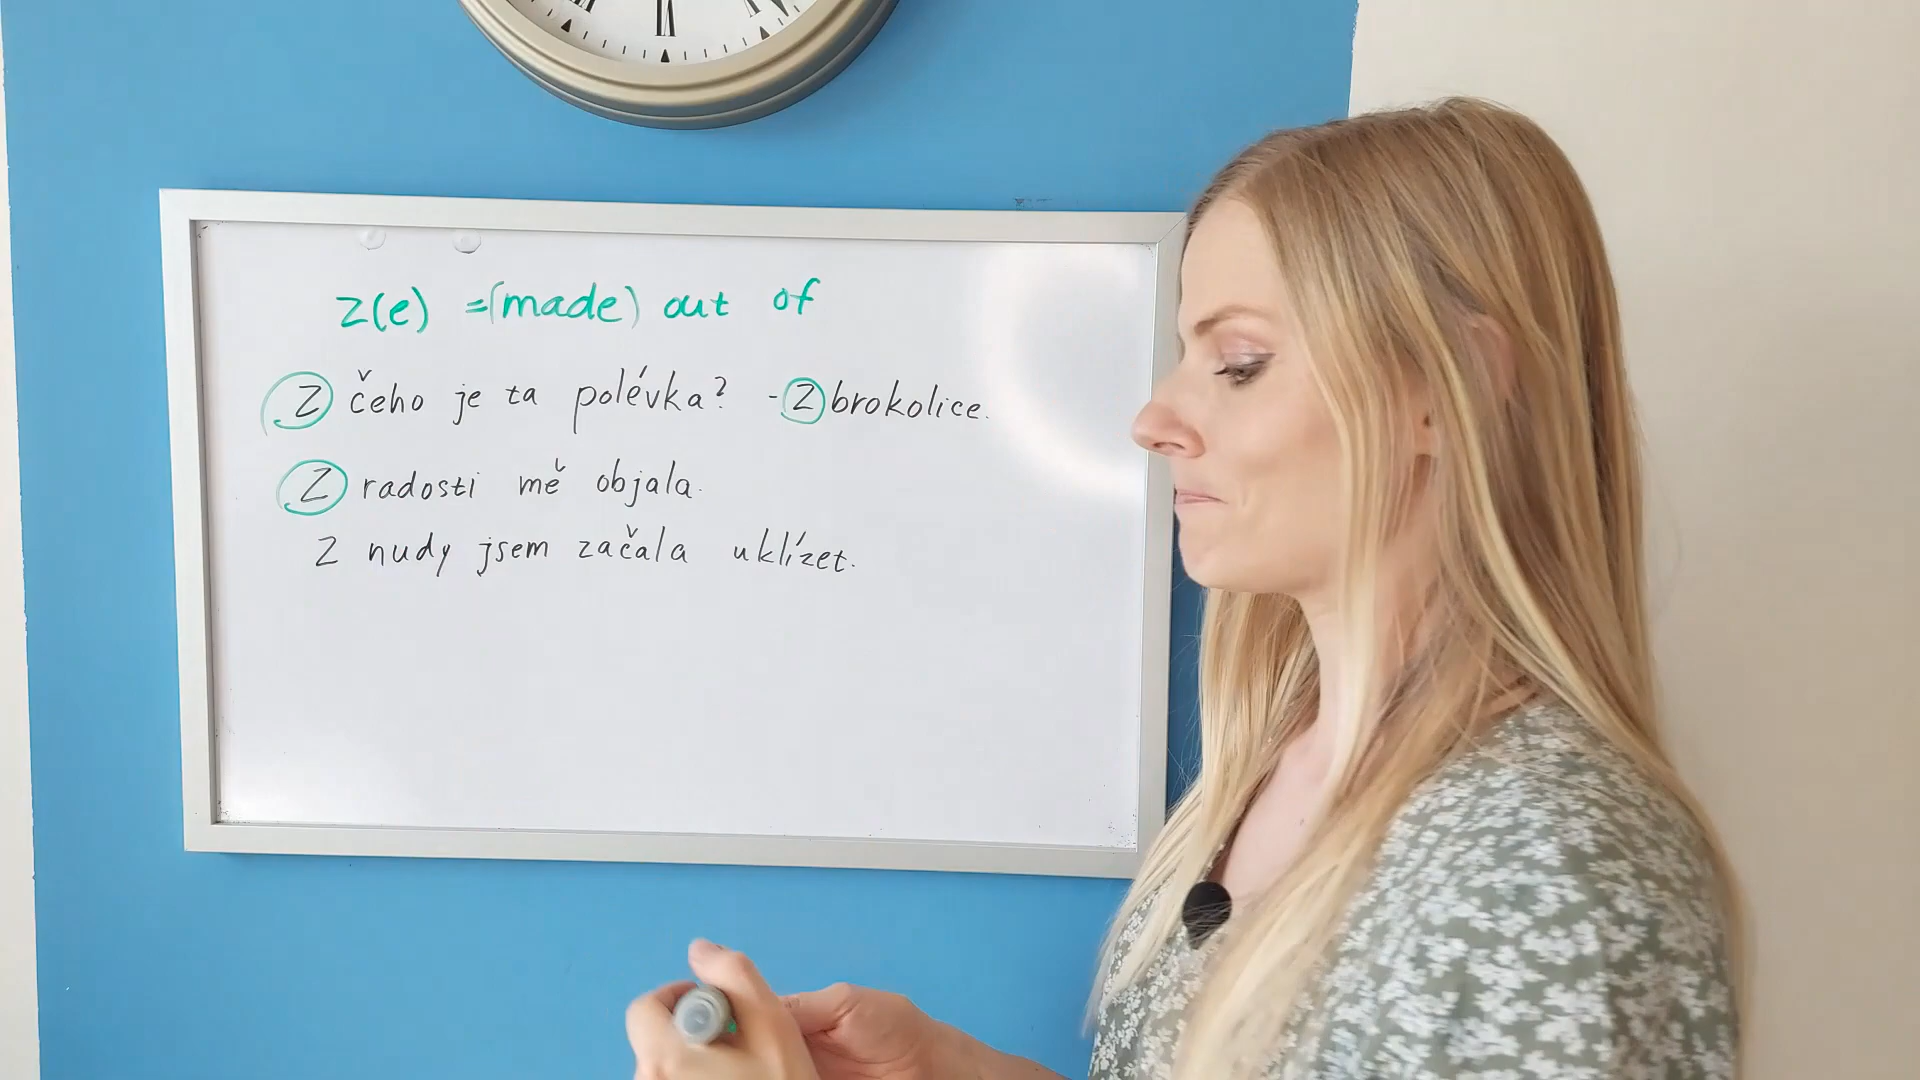 z(e) =(made) out of
Z čeho je ta polévka? - Z brokolice.
Z radosti mě objala.
Z nudy jsem začala uklízet.